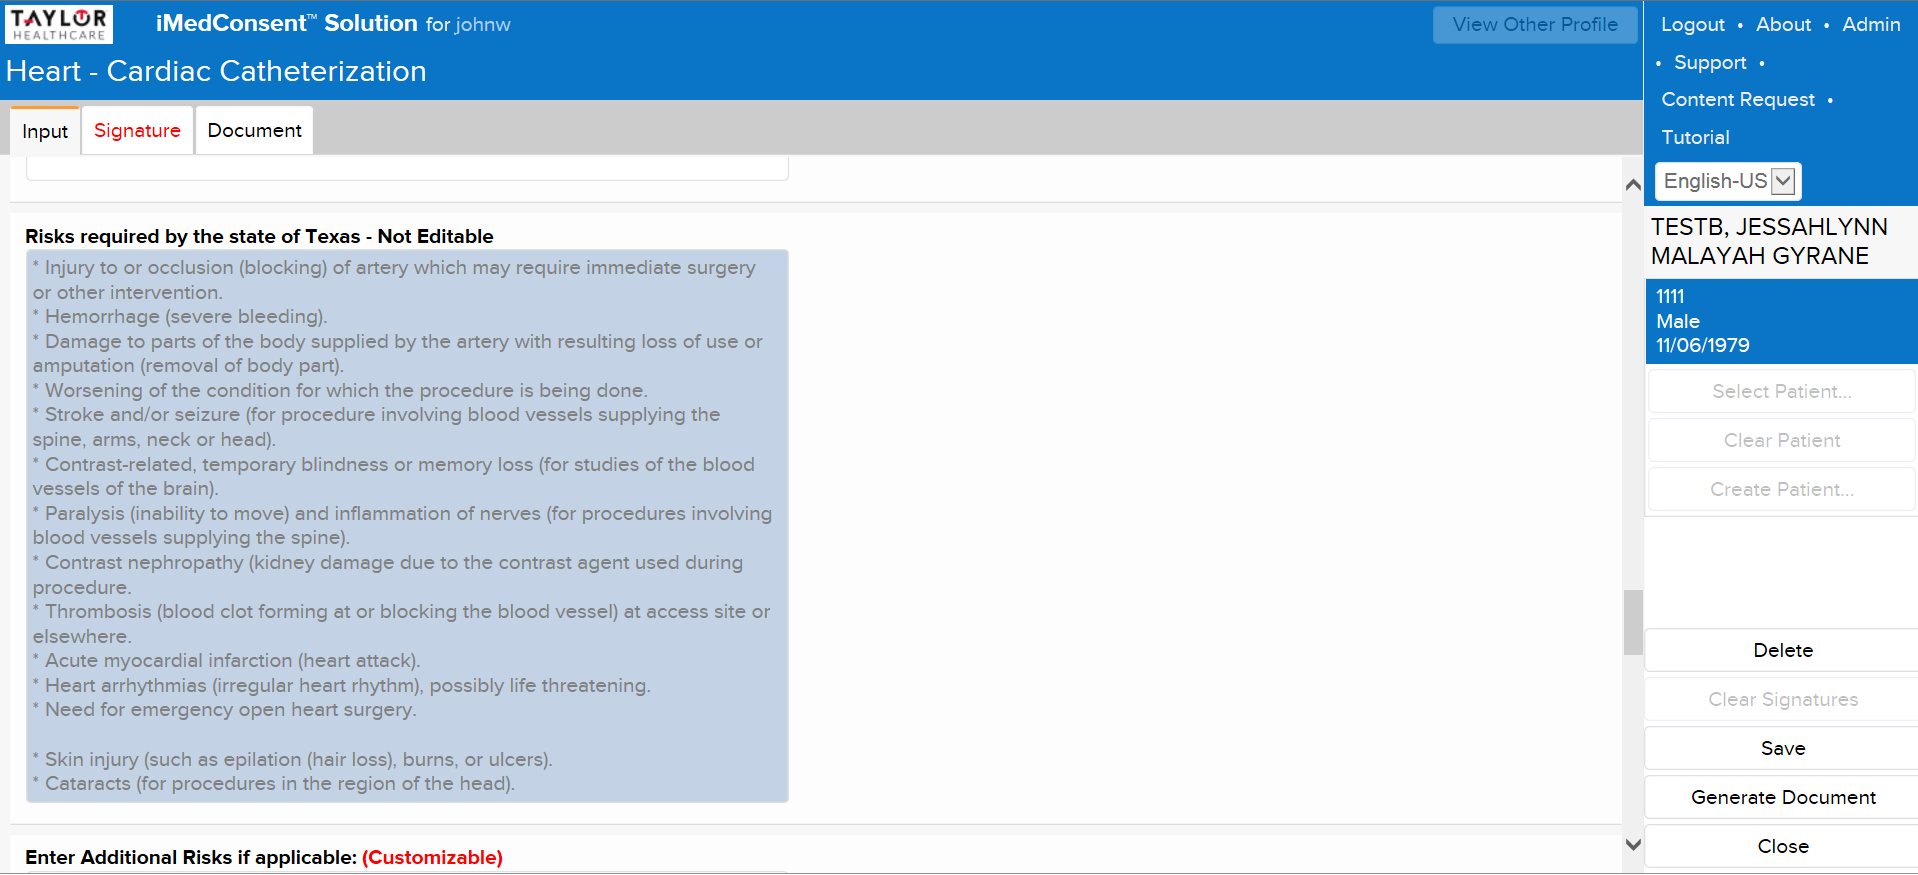 TAYLOR
HEALTHCARE
iMedConsent™ Solution for johnw
View Other Profile
Heart - Cardiac Catheterization
Logout • About • Admin
• Support •
Content Request •
Tutorial
English-US
Input
Signature
Document
Risks required by the state of Texas - Not Editable
* Injury to or occlusion (blocking) of artery which may require immediate surgery
or other intervention.
* Hemorrhage (severe bleeding).
* Damage to parts of the body supplied by the artery with resulting loss of use or
amputation (removal of body part).
* Worsening of the condition for which the procedure is being done.
* Stroke and/or seizure (for procedure involving blood vessels supplying the
spine, arms, neck or head).
* Contrast-related, temporary blindness or memory loss (for studies of the blood
vessels of the brain).
* Paralysis (inability to move) and inflammation of nerves (for procedures involving
blood vessels supplying the spine).
* Contrast nephropathy (kidney damage due to the contrast agent used during
procedure.
* Thrombosis (blood clot forming at or blocking the blood vessel) at access site or
elsewhere.
* Acute myocardial infarction (heart attack).
* Heart arrhythmias (irregular heart rhythm), possibly life threatening.
* Need for emergency open heart surgery.
* Skin injury (such as epilation (hair loss), burns, or ulcers).
* Cataracts (for procedures in the region of the head).
Enter Additional Risks if applicable: (Customizable)
TESTB, JESSAHLYNN
MALAYAH GYRANE
1111
Male
11/06/1979
Select Patient...
Clear Patient
Create Patient...
Delete
Clear Signatures
Save
Generate Document
Close